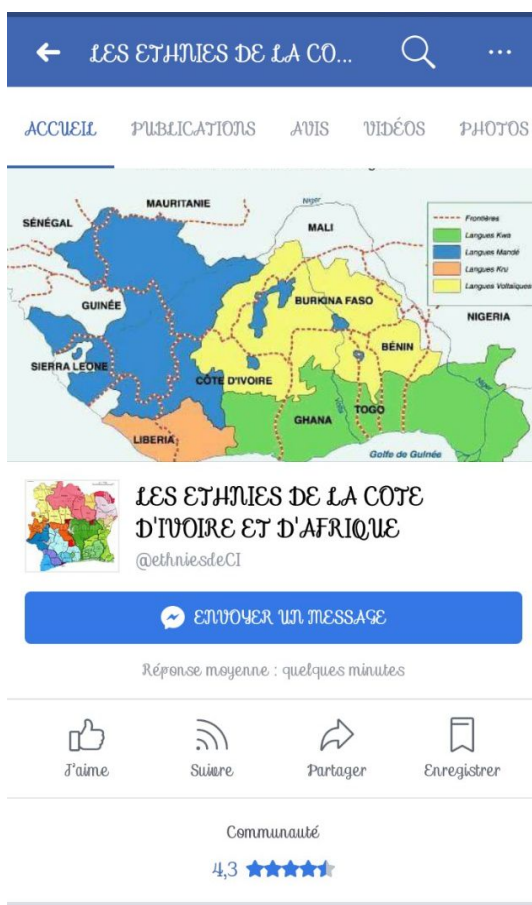 LES ETHNIES DE LA CO...
ACCUEIL PUBLICATIONS AVIS VIDÉOS PHOTOS
MAURITANIE
Niger
SÉNÉGAL
MALI
Frontières
Langues Kwa
Langues Mandé
Langues Kru
Langues Voltaïques
GUINÉE
BURKINA FASO
NIGERIA
BÉNIN
SIERRA LEONE
CÔTE D'IVOIRE
Niger
TOGO
Volta
GHANA
LIBERIA
Golfe de Guinée
LES ETHNIES DE LA COTE
D'IVOIRE ET D'AFRIQUE
@ethniesdeCI
ENVOYER UN MESSAGE
Réponse moyenne : quelques minutes
J'aime Suivre Partager Enregistrer
Communauté
4,3